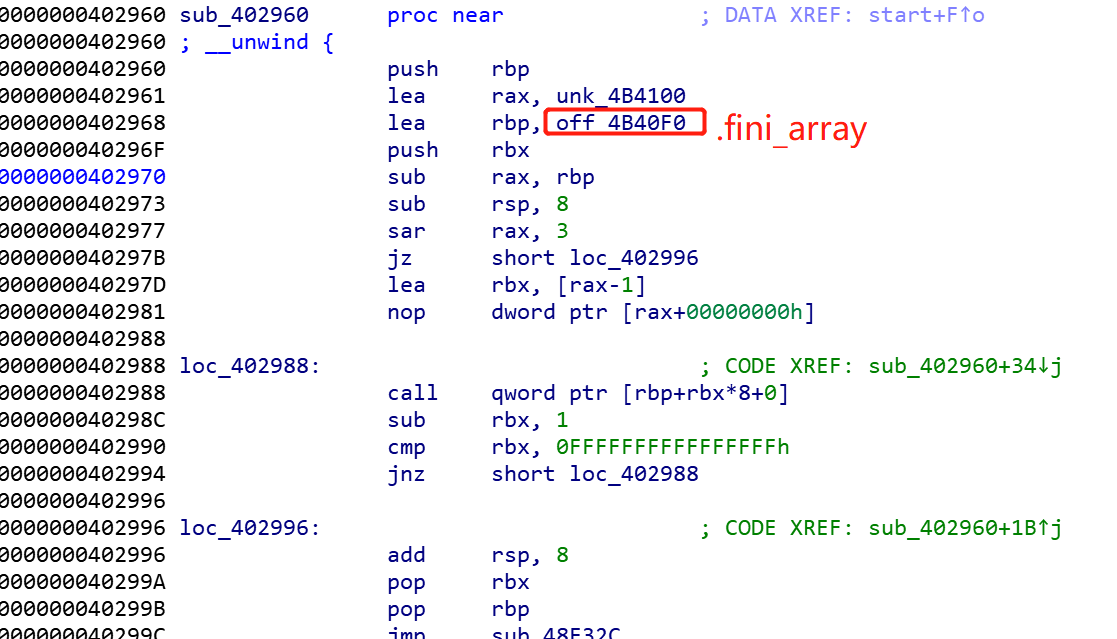 0000000402960 sub_402960 proc near ; DATA XREF: start+F↑o
0000000402960 ; __unwind {
0000000402960 push rbp
0000000402961 lea rax, unk_4B4100
0000000402968 lea rbp, off_4B40F0 .fini_array
000000040296F push rbx
0000000402970 sub rax, rbp
0000000402973 sub rsp, 8
0000000402977 sar rax, 3
000000040297B jz short loc_402996
000000040297D lea rbx, [rax-1]
0000000402981 nop dword ptr [rax+00000000h]
0000000402988
0000000402988 loc_402988: ; CODE XREF: sub_402960+34↓j
0000000402988 call qword ptr [rbp+rbx*8+0]
000000040298C sub rbx, 1
0000000402990 cmp rbx, 0FFFFFFFFFFFFFFFFh
0000000402994 jnz short loc_402988
0000000402996
0000000402996 loc_402996: ; CODE XREF: sub_402960+1B↑j
0000000402996 add rsp, 8
000000040299A pop rbx
000000040299B pop rbp
000000040299C jmp sub_48E32C